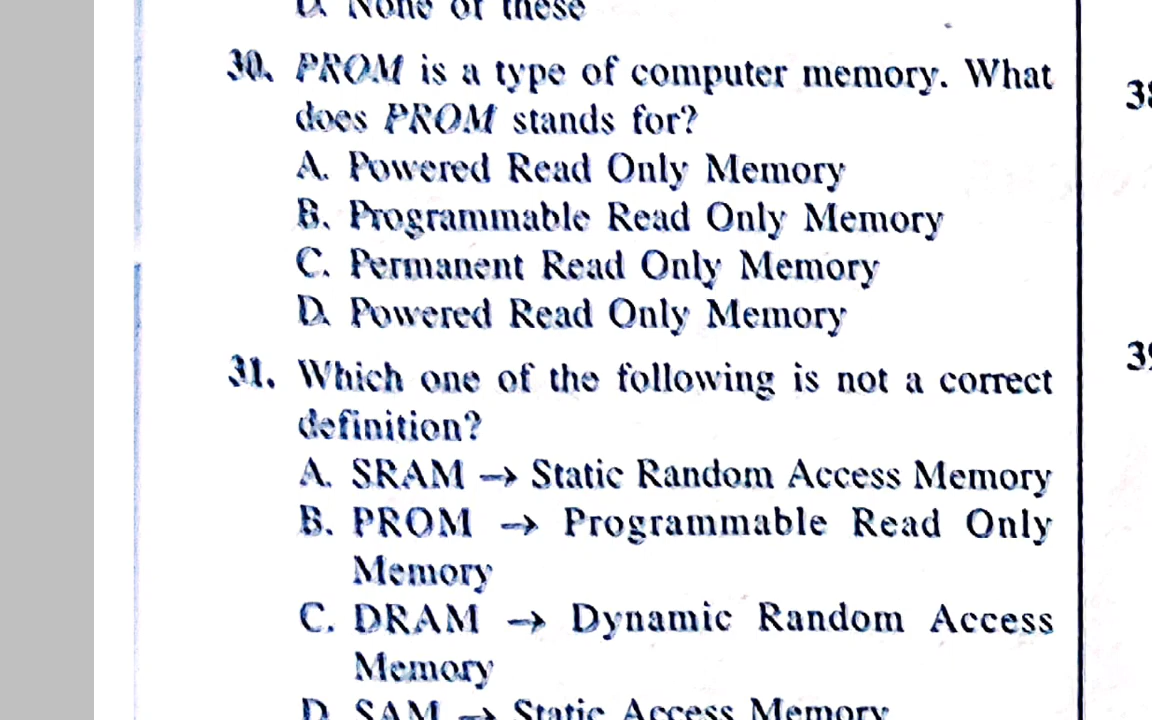 D. None of these
30. PROM is a type of computer memory. What
does PROM stands for?
A. Powered Read Only Memory
B. Programmable Read Only Memory
C. Permanent Read Only Memory
D. Powered Read Only Memory
31. Which one of the following is not a correct
definition?
A. SRAM → Static Random Access Memory
B. PROM → Programmable Read Only
Memory
C. DRAM → Dynamic Random Access
Memory
D. SAM → Static Access Memory